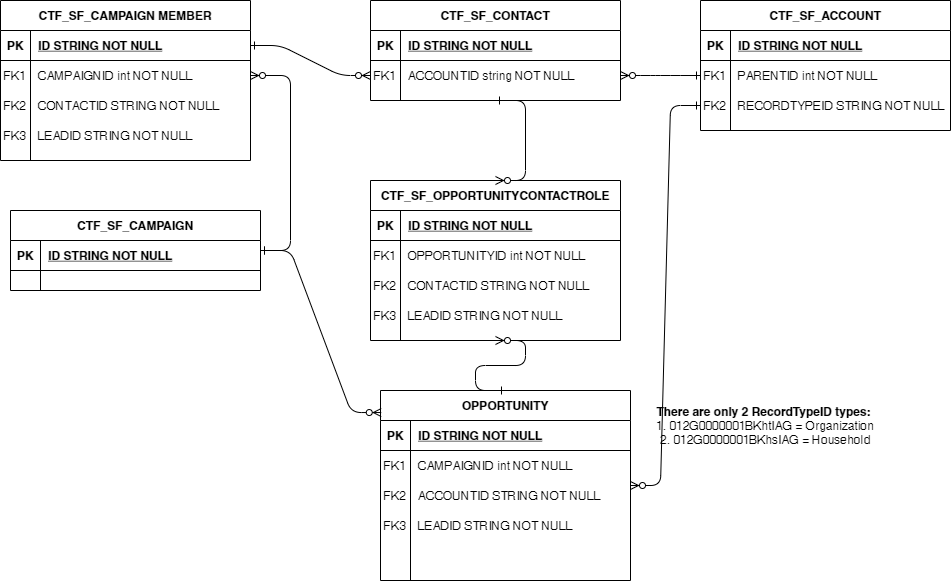 CTF_SF_CAMPAIGN MEMBER
PK ID STRING NOT NULL
FK1 CAMPAIGNID int NOT NULL
FK2 CONTACTID STRING NOT NULL
FK3 LEADID STRING NOT NULL
CTF_SF_CONTACT
PK ID STRING NOT NULL
FK1 ACCOUNTID string NOT NULL
CTF_SF_ACCOUNT
PK ID STRING NOT NULL
FK1 PARENTID int NOT NULL
FK2 RECORDTYPEID STRING NOT NULL
CTF_SF_CAMPAIGN
PK ID STRING NOT NULL
CTF_SF_OPPORTUNITYCONTACTROLE
PK ID STRING NOT NULL
FK1 OPPORTUNITYID int NOT NULL
FK2 CONTACTID STRING NOT NULL
FK3 LEADID STRING NOT NULL
OPPORTUNITY
PK ID STRING NOT NULL
FK1 CAMPAIGNID int NOT NULL
FK2 ACCOUNTID STRING NOT NULL
FK3 LEADID STRING NOT NULL
There are only 2 RecordTypeID types:
1. 012G0000001BKhtIAG = Organization
2. 012G0000001BKhsIAG = Household